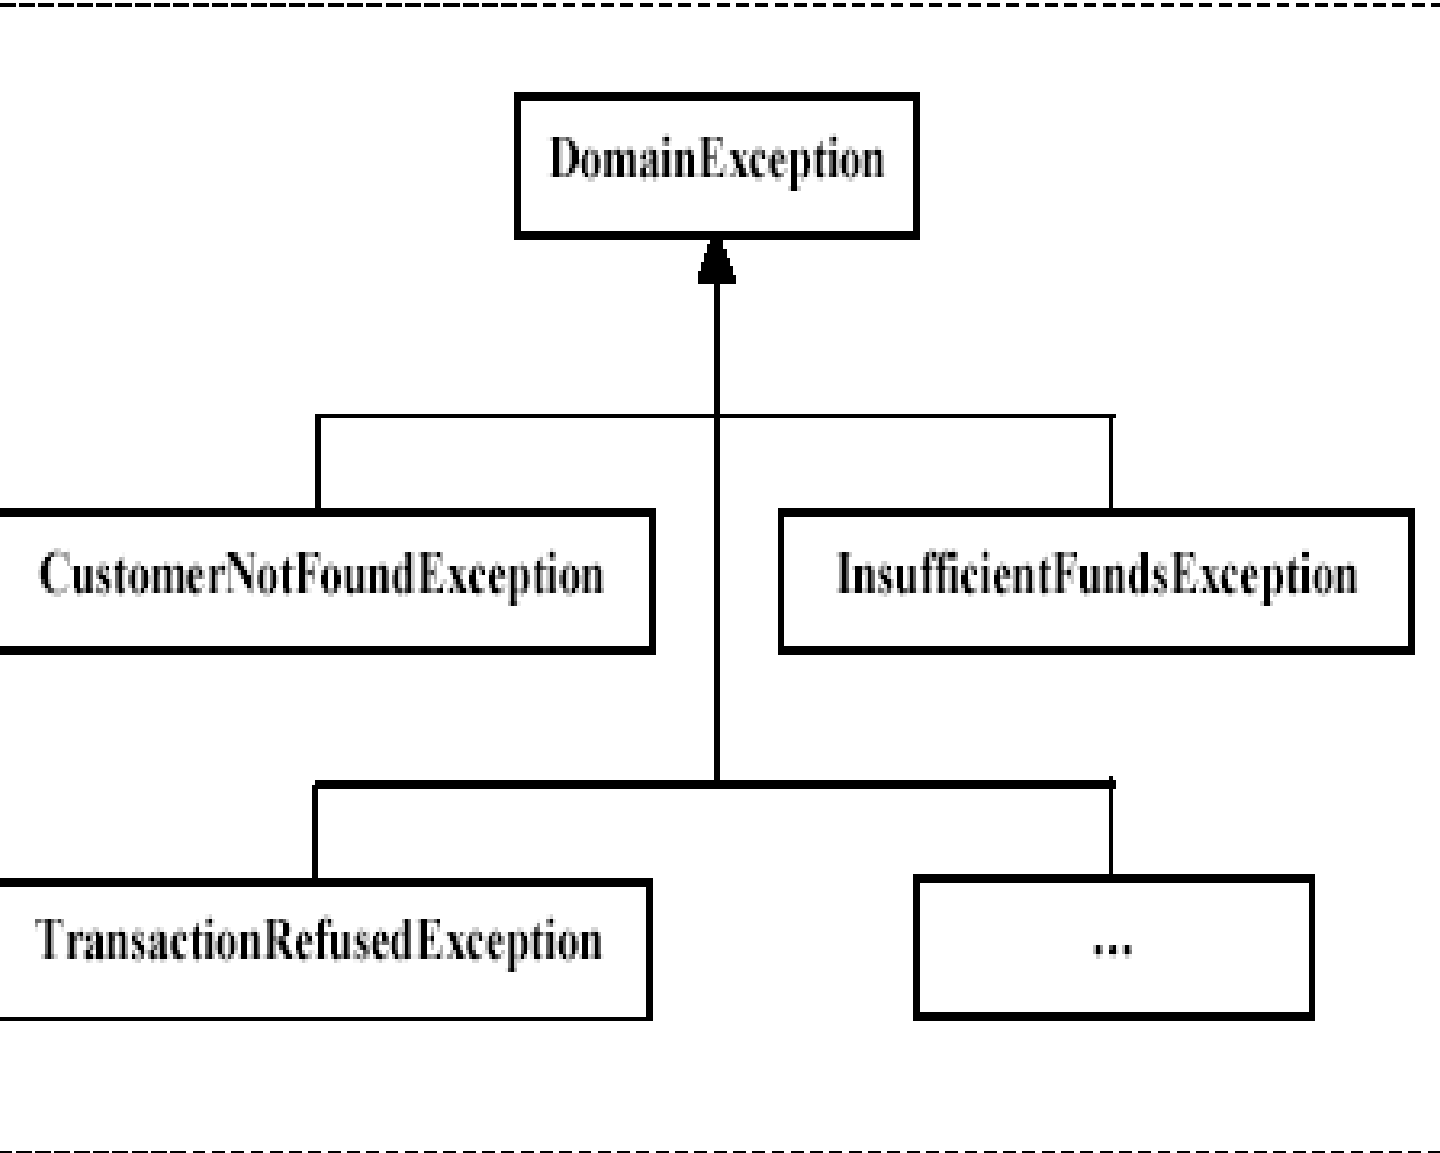 DomainException
CustomerNotFoundException
InsufficientFundsException
TransactionRefusedException
...